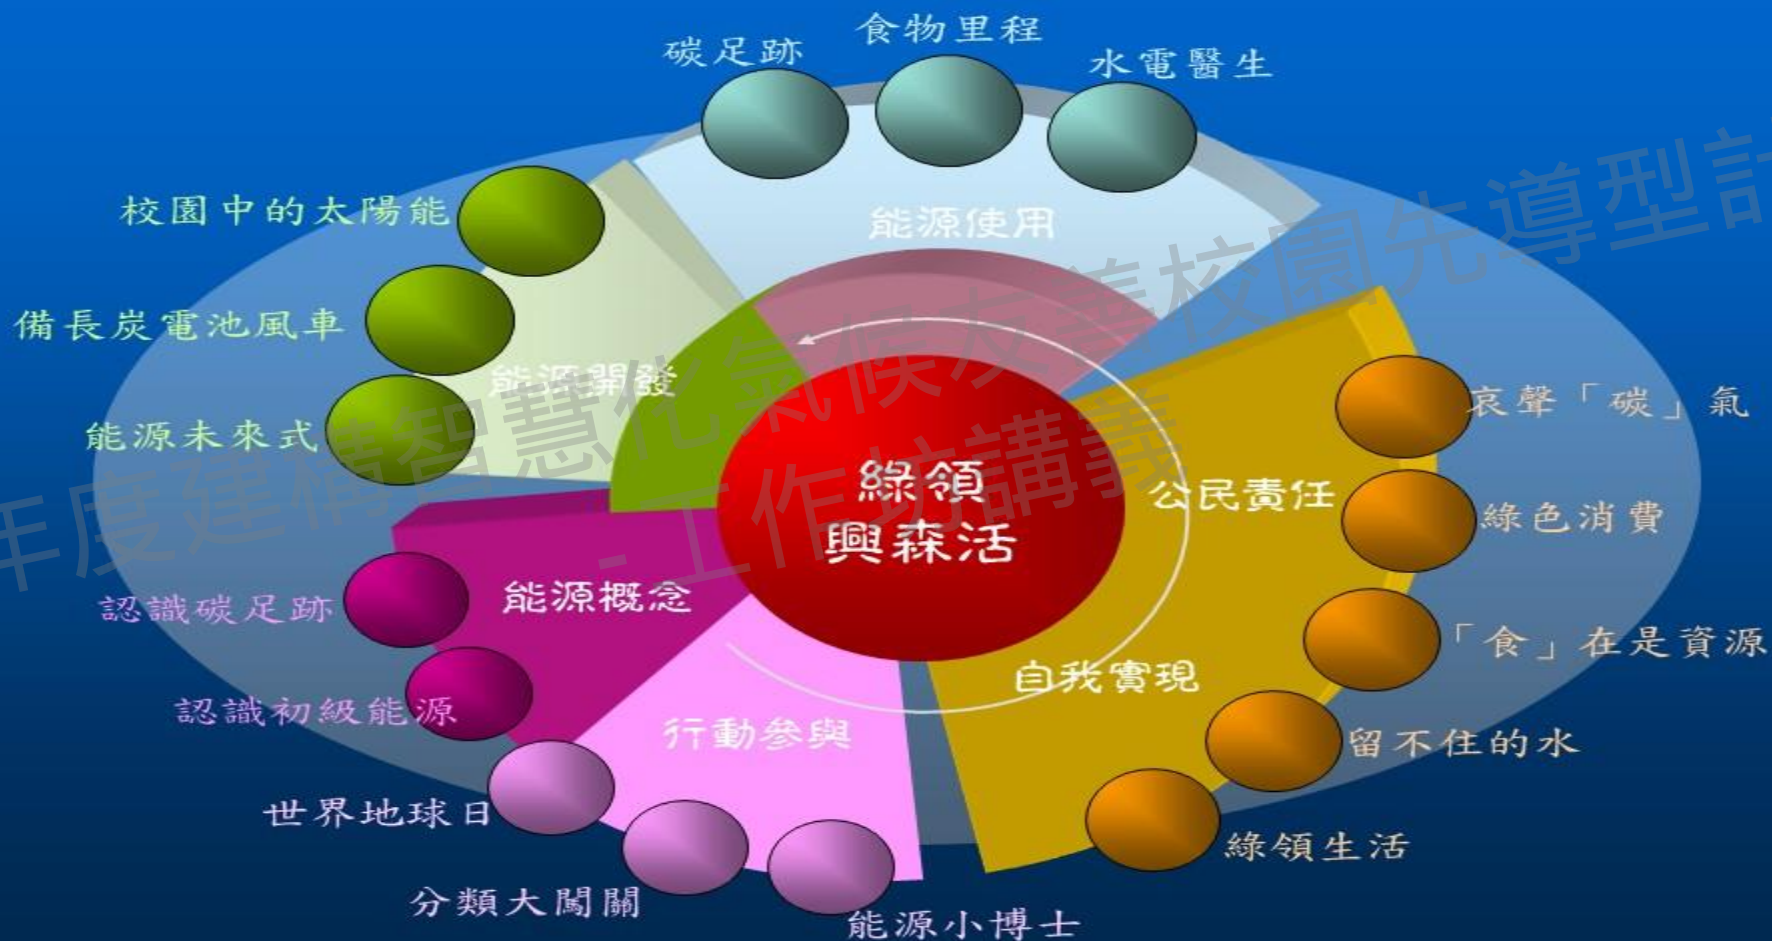 食物里程
碳足跡
水電醫生
校園中的太陽能
能源使用
備長炭電池風車
能源開發
哀聲「碳」氣
能源未來式
綠領
興森活
公民責任
綠色消費
能源概念
認識碳足跡
「食」在是資源
自我實現
認識初級能源
行動參與
留不住的水
世界地球日
綠領生活
分類大闖關
能源小博士
年度建構智慧化氣候友善校園先導型計
-工作坊講義